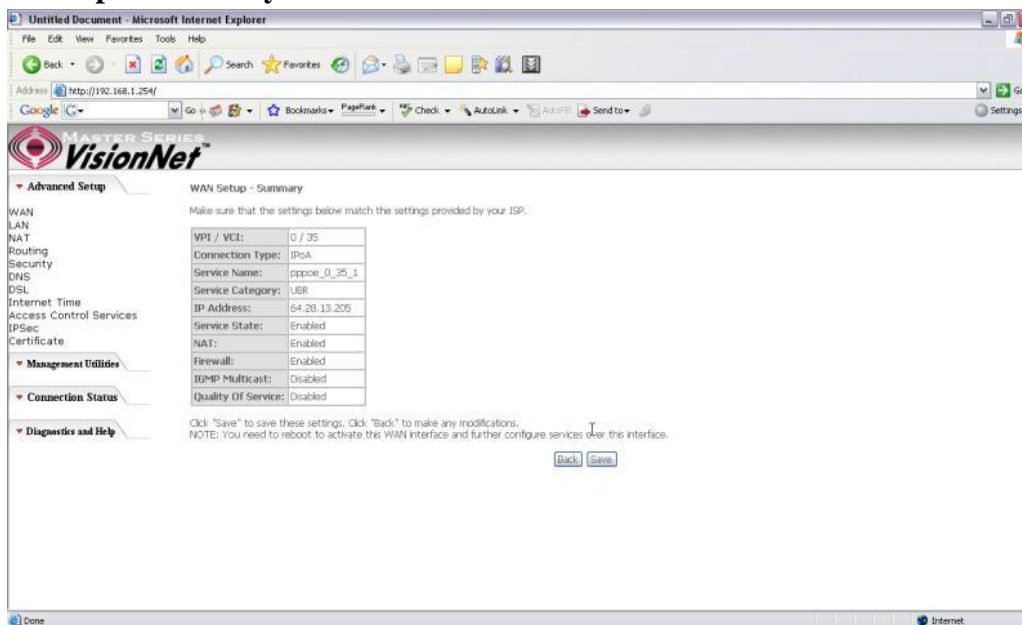 Untitled Document - Microsoft Internet Explorer
File Edit View Favorites Tools Help
Back Search Favorites
Address http://192.168.1.254/
Google G Go Bookmarks PageRank Check AutoLink AutoFill Send to Settings
MASTER SERIES
VisionNet™
Advanced Setup
WAN
LAN
NAT
Routing
Security
DNS
DSL
Internet Time
Access Control Services
IPSec
Certificate
Management Utilities
Connection Status
Diagnostics and Help
WAN Setup - Summary
Make sure that the settings below match the settings provided by your ISP.
VPI / VCI: 0 / 35
Connection Type: IPoA
Service Name: pppoe_0_35_1
Service Category: UBR
IP Address: 64.28.13.205
Service State: Enabled
NAT: Enabled
Firewall: Enabled
IGMP Multicast: Disabled
Quality Of Service: Disabled
Click "Save" to save these settings. Click "Back" to make any modifications.
NOTE: You need to reboot to activate this WAN interface and further configure services over this interface.
Back Save
Done Internet